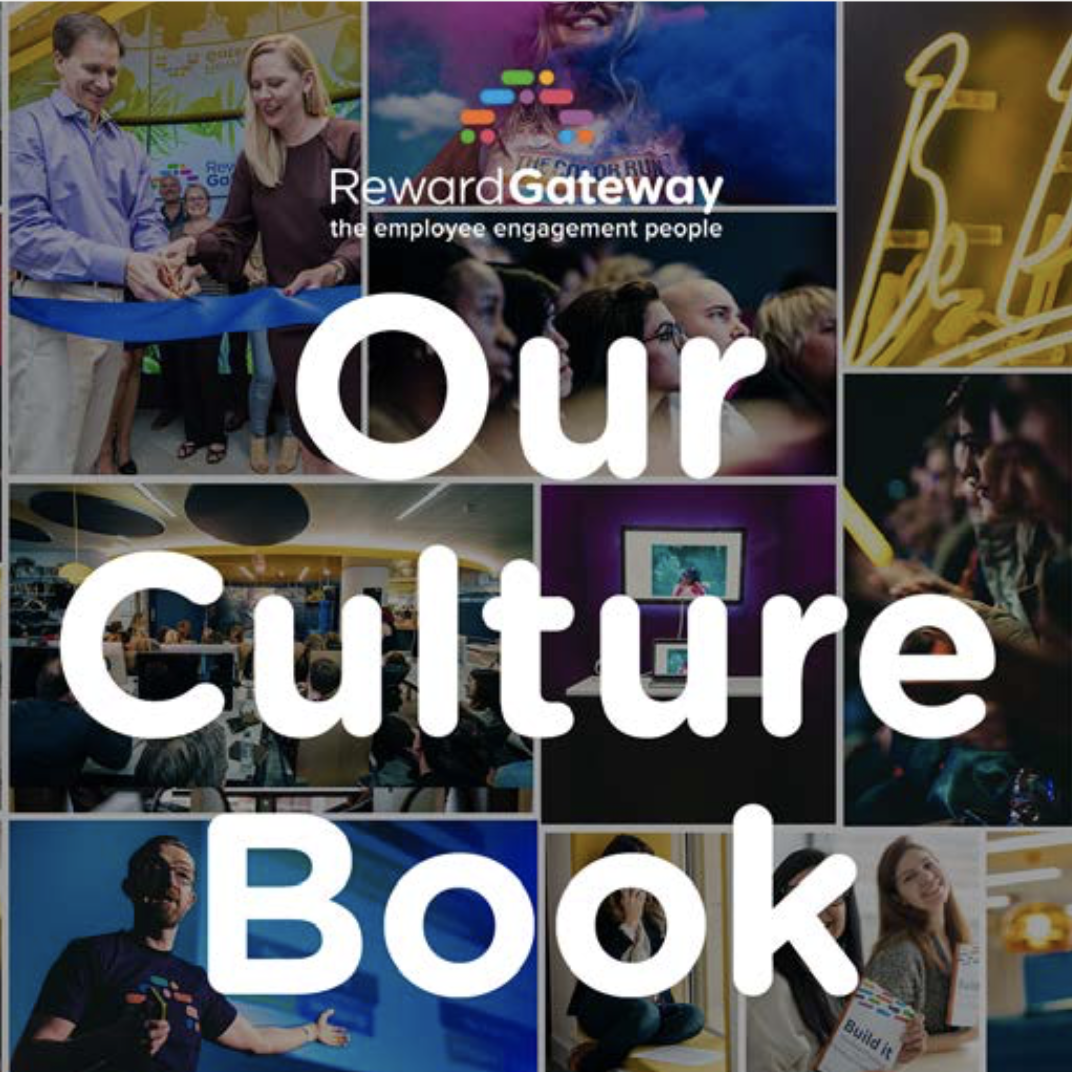 THE COLOR RUN
RewardGateway
the employee engagement people
Our
Culture
Book
Build it